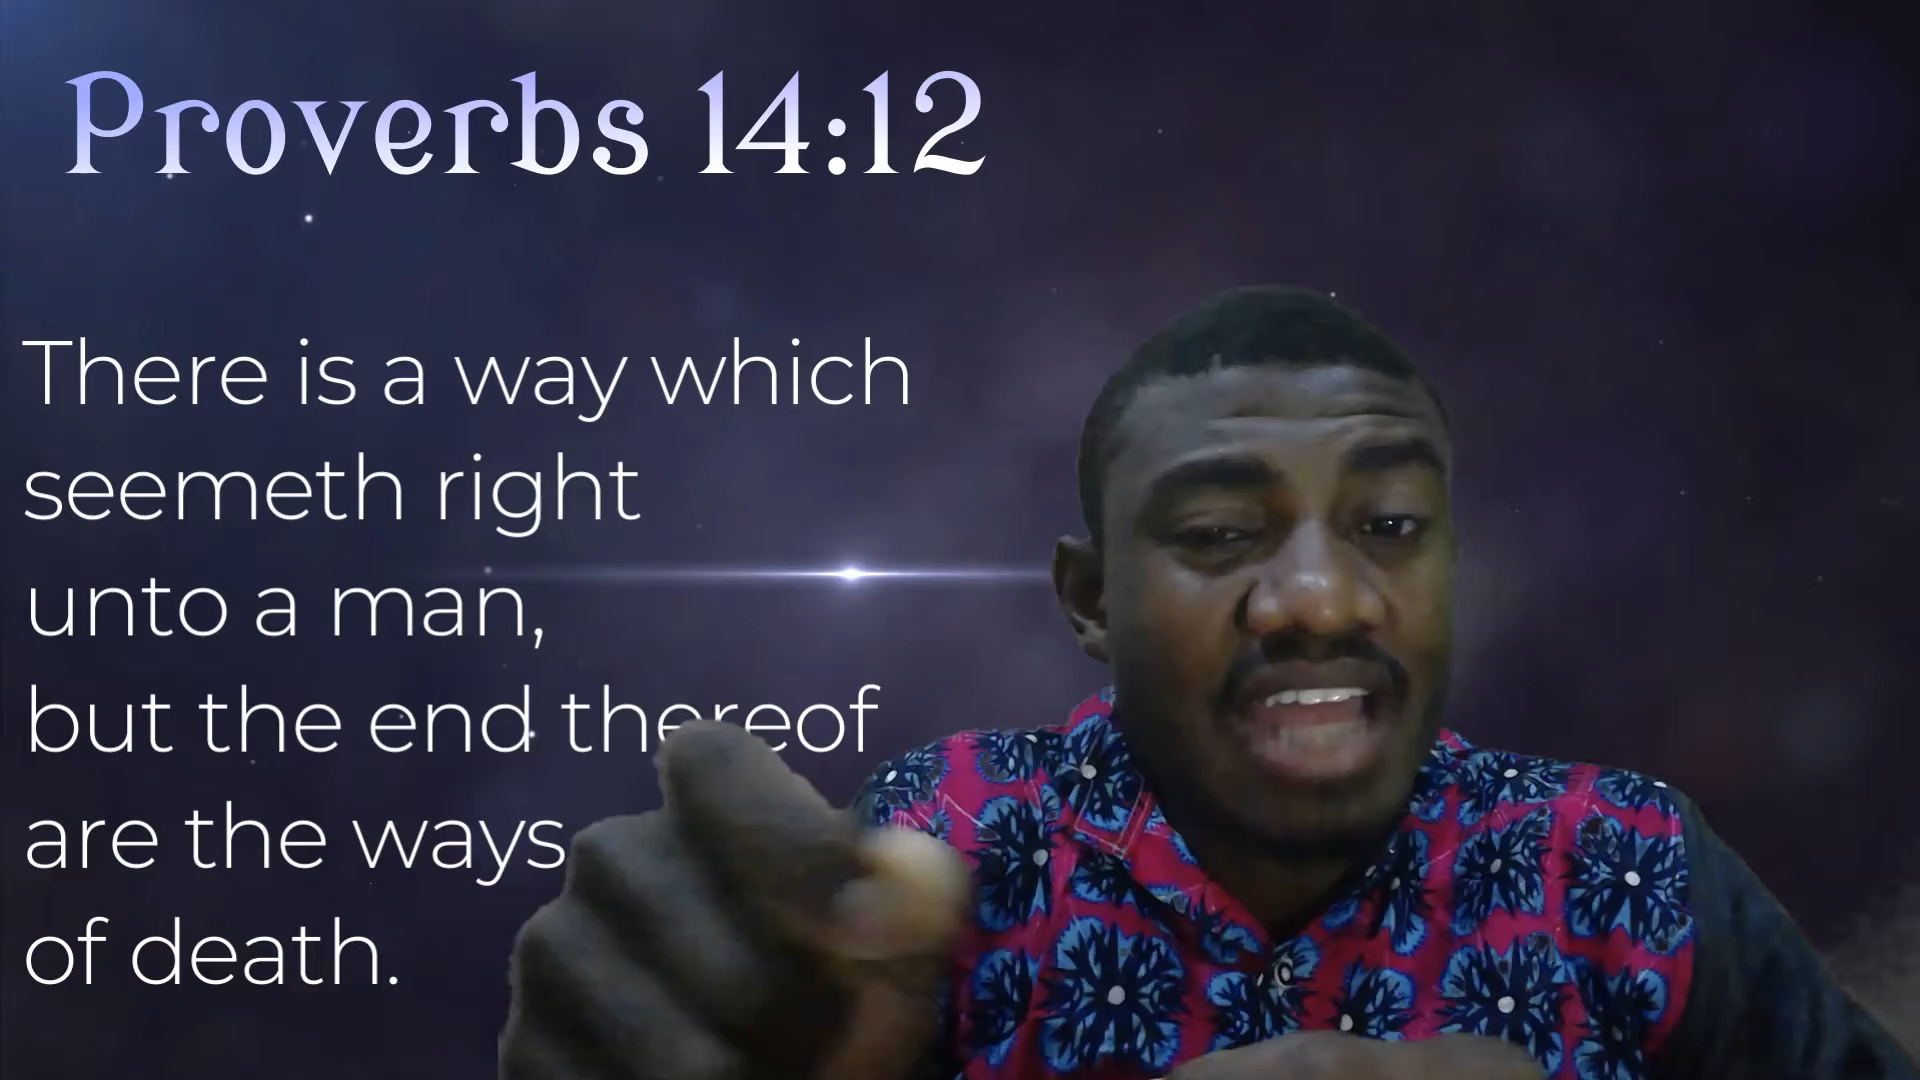 Proverbs 14:12
There is a way which
seemeth right
unto a man,
but the end thereof
are the ways
of death.